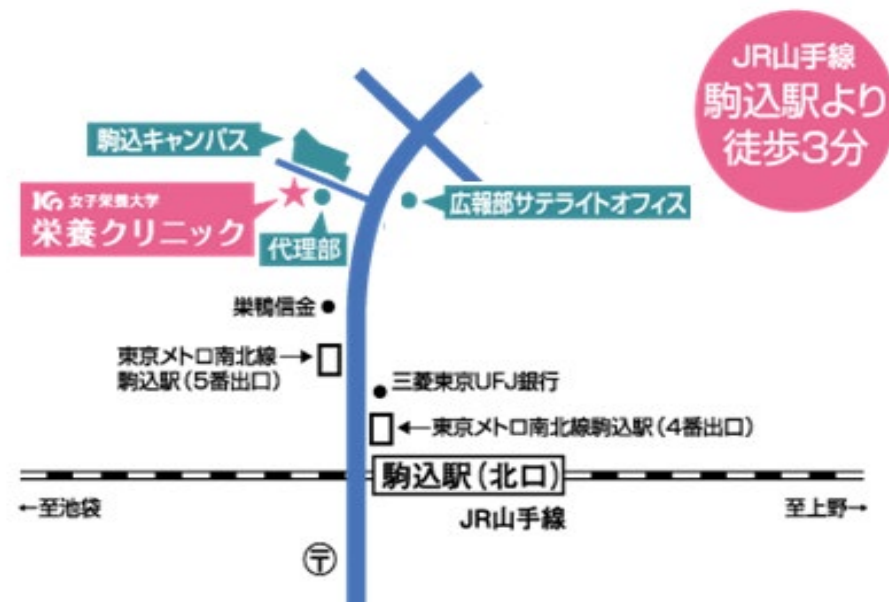 JR山手線
駒込駅より
徒歩3分
駒込キャンパス
女子栄養大学
栄養クリニック
代理部
広報部サテライトオフィス
巣鴨信金
東京メトロ南北線→
駒込駅(5番出口)
三菱東京UFJ銀行
←東京メトロ南北線駒込駅(4番出口)
駒込駅(北口)
←至池袋
JR山手線
至上野→
〒